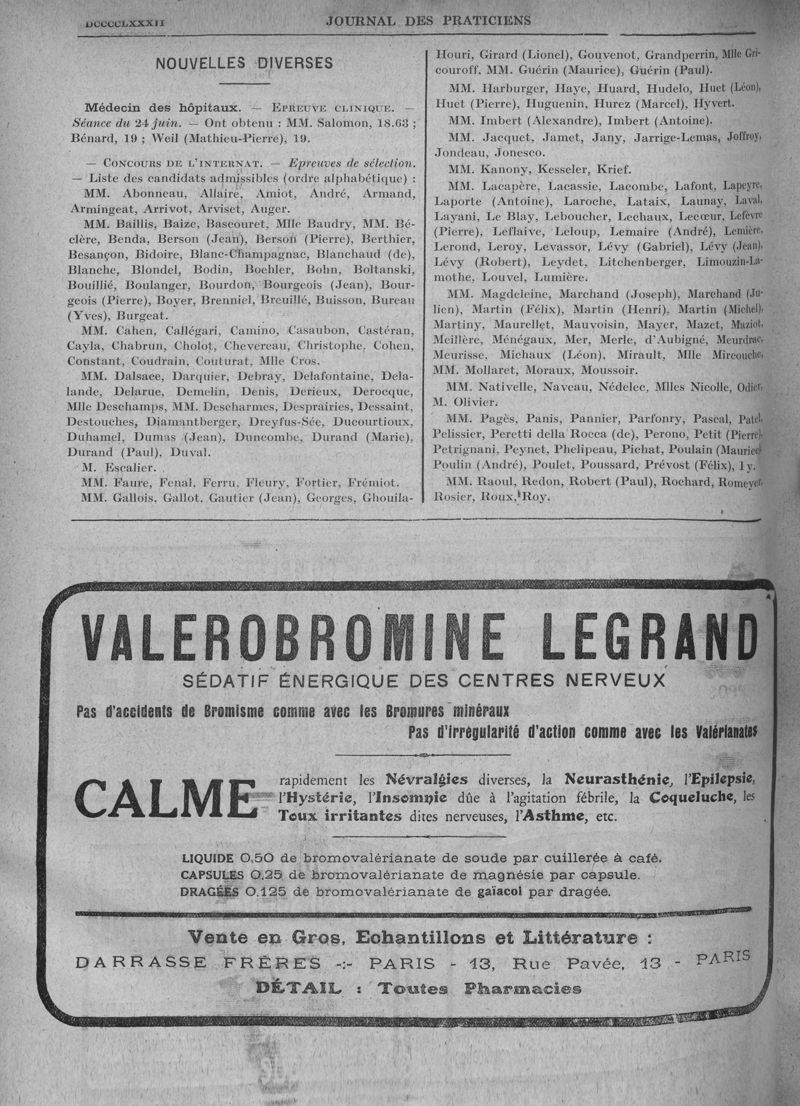 DCCCCLXXXII
JOURNAL DES PRATICIENS
NOUVELLES DIVERSES
Médecin des hôpitaux. — EPREUVE CLINIQUE. —
Séance du 24 juin. — Ont obtenu : MM. Salomon, 18.63 ;
Bénard, 19 ; Weil (Mathieu-Pierre), 19.
— CONCOURS DE L'INTERNAT. — Epreuves de sélection.
— Liste des candidats admissibles (ordre alphabétique) :
MM. Abonneau, Allaire, Amiot, André, Armand,
Armingeat, Arrivot, Arviset, Auger.
MM. Baillis, Baize, Bascouret, Mlle Baudry, MM. Bé-
clère, Benda, Berson (Jean), Berson (Pierre), Berthier,
Besançon, Bidoire, Blanc-Champagnac, Blanchaud (de),
Blanche, Blondel, Bodin, Boehler, Bohn, Boltanski,
Bouillié, Boulanger, Bourdon, Bourgeois (Jean), Bour-
geois (Pierre), Boyer, Brenniel, Breuillé, Buisson, Bureau
(Yves), Burgeat.
MM. Cahen, Callégari, Camino, Casaubon, Castéran,
Cayla, Chabrun, Cholot, Chevereau, Christophe, Cohen,
Constant, Coudrain, Couturat, Mlle Cros.
MM. Dalsace, Darquier, Debray, Delafontaine, Dela-
lande, Delarue, Demelin, Denis, Derieux, Derocque,
Mlle Deschamps, MM. Descharmes, Desprairies, Dessaint,
Destouches, Diamantberger, Dreyfus-Sée, Ducourtioux,
Duhamel, Dumas (Jean), Duncombe, Durand (Marie),
Durand (Paul), Duval.
M. Escalier.
MM. Faure, Fenal, Ferru, Fleury, Fortier, Frémiot.
MM. Gallois, Gallot, Gautier (Jean), Georges, Ghouila-
Houri, Girard (Lionel), Gouvenot, Grandperrin, Mlle Gri-
couroff, MM. Guérin (Maurice), Guérin (Paul).
MM. Harburger, Haye, Huard, Hudelo, Huet (Léon),
Huet (Pierre), Huguenin, Hurez (Marcel), Hyvert.
MM. Imbert (Alexandre), Imbert (Antoine).
MM. Jacquet, Jamet, Jany, Jarrige-Lemas, Joffroy,
Jondeau, Jonesco.
MM. Kanony, Kesseler, Krief.
MM. Lacapère, Lacassie, Lacombe, Lafont, Lapeyre,
Laporte (Antoine), Laroche, Lataix, Launay, Laval,
Layani, Le Blay, Leboucher, Lechaux, Lecœur, Lefèvre
(Pierre), Leflaive, Leloup, Lemaire (André), Lemière,
Lerond, Leroy, Levassor, Lévy (Gabriel), Lévy (Jean),
Lévy (Robert), Leydet, Litchenberger, Limouzin-La-
mothe, Louvel, Lumière.
MM. Magdeleine, Marchand (Joseph), Marchand (Ju-
lien), Martin (Félix), Martin (Henri), Martin (Michel),
Martiny, Maurellet, Mauvoisin, Mayer, Mazet, Maziot,
Meillère, Ménégaux, Mer, Merle, d'Aubigné, Meurdrac,
Meurisse, Michaux (Léon), Mirault, Mlle Mircouche,
MM. Mollaret, Moraux, Moussoir.
MM. Nativelle, Naveau, Nédelec, Mlles Nicolle, Odier,
M. Olivier.
MM. Pagès, Panis, Pannier, Parfonry, Pascal, Patel,
Pelissier, Peretti della Rocca (de), Perono, Petit (Pierre),
Petrignani, Peynet, Phelipeau, Pichat, Poulain (Maurice)
Poulin (André), Poulet, Poussard, Prévost (Félix),
MM. Raoul, Redon, Robert (Paul), Rochard, Romeyer,
Rosier, Roux, Roy.
VALEROBROMINE LEGRAND
SÉDATIF ÉNERGIQUE DES CENTRES NERVEUX
Pas d'accidents de Bromisme comme avec les Bromures minéraux
Pas d'irrégularité d'action comme avec les Valérianates
CALME
rapidement les Névralgies diverses, la Neurasthénie, l'Epilepsie,
l'Hystérie, l'Insomnie dûe à l'agitation fébrile, la Coqueluche, les
Toux irritantes dites nerveuses, l'Asthme, etc.
LIQUIDE 0,50 de bromovalérianate de soude par cuillerée à café.
CAPSULES 0,25 de bromovalérianate de magnésie par capsule.
DRAGÉES 0,125 de bromovalérianate de gaïacol par dragée.
Vente en Gros, Echantillons et Littérature :
DARRASSE FRÈRES -:- PARIS - 13, Rue Pavée, 13 - PARIS
DÉTAIL : Toutes Pharmacies